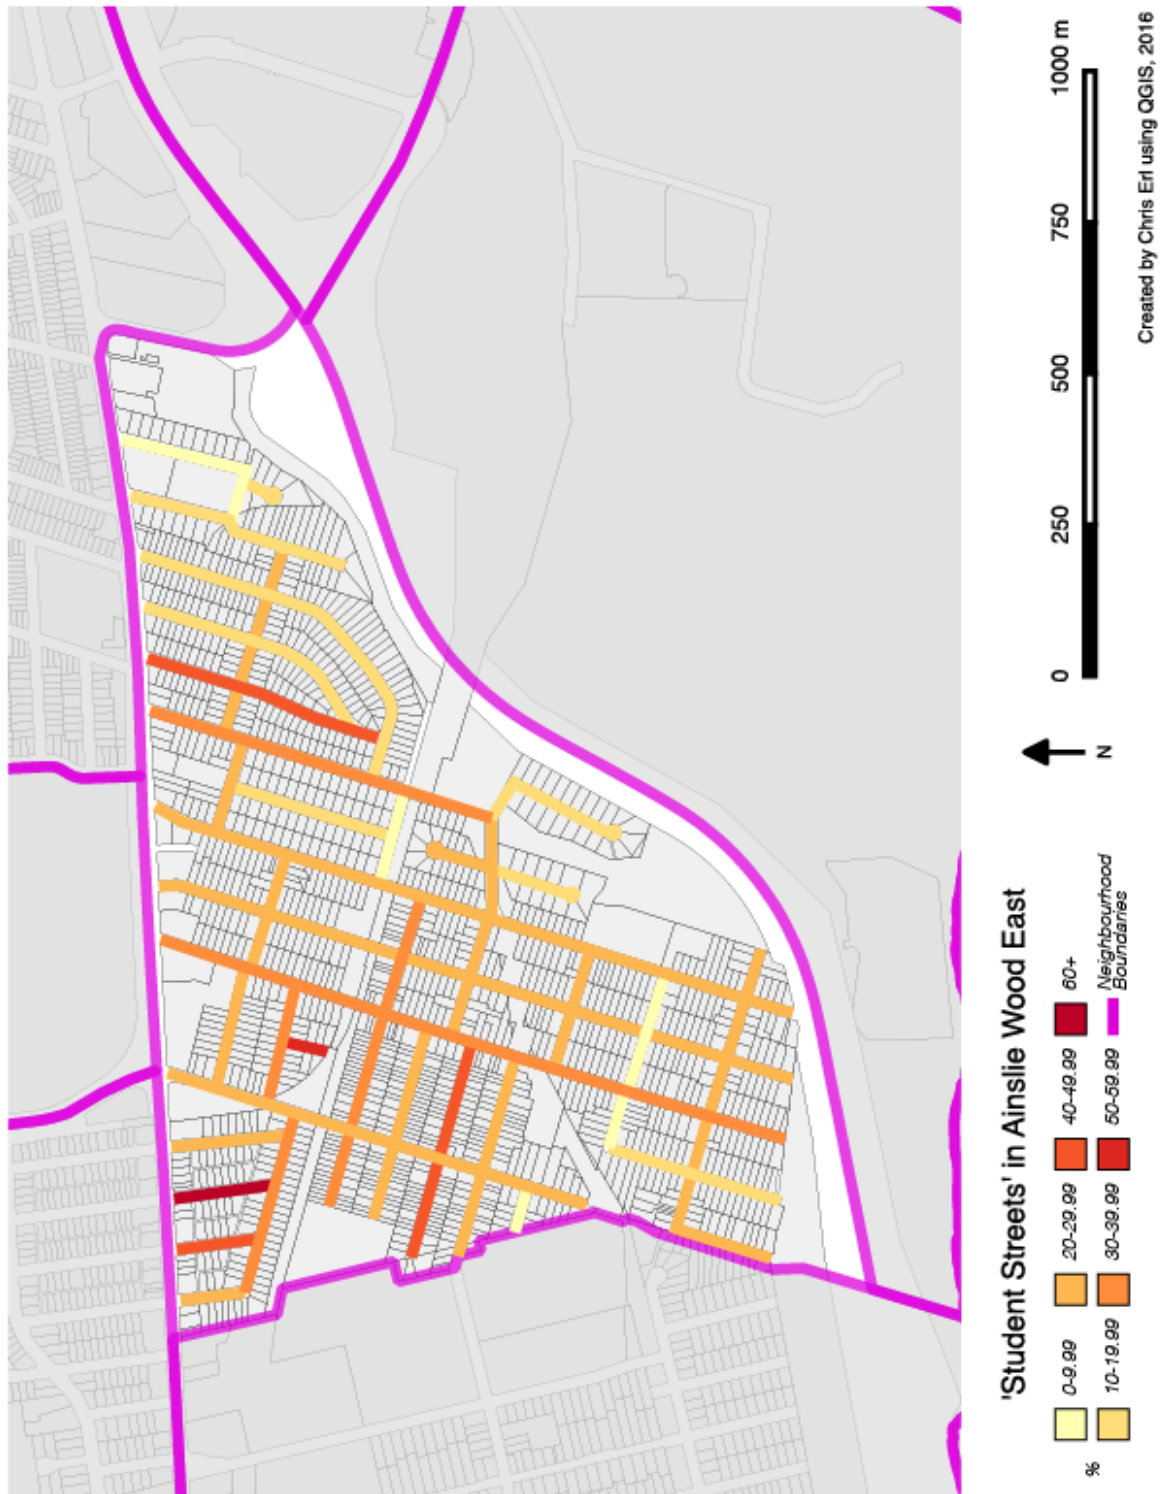 'Student Streets' in Ainslie Wood East
% 0-9.99 20-29.99 40-49.99 60+
10-19.99 30-39.99 50-59.99 Neighbourhood
Boundaries
N
0 250 500 750 1000 m
Created by Chris Erl using QGIS, 2016